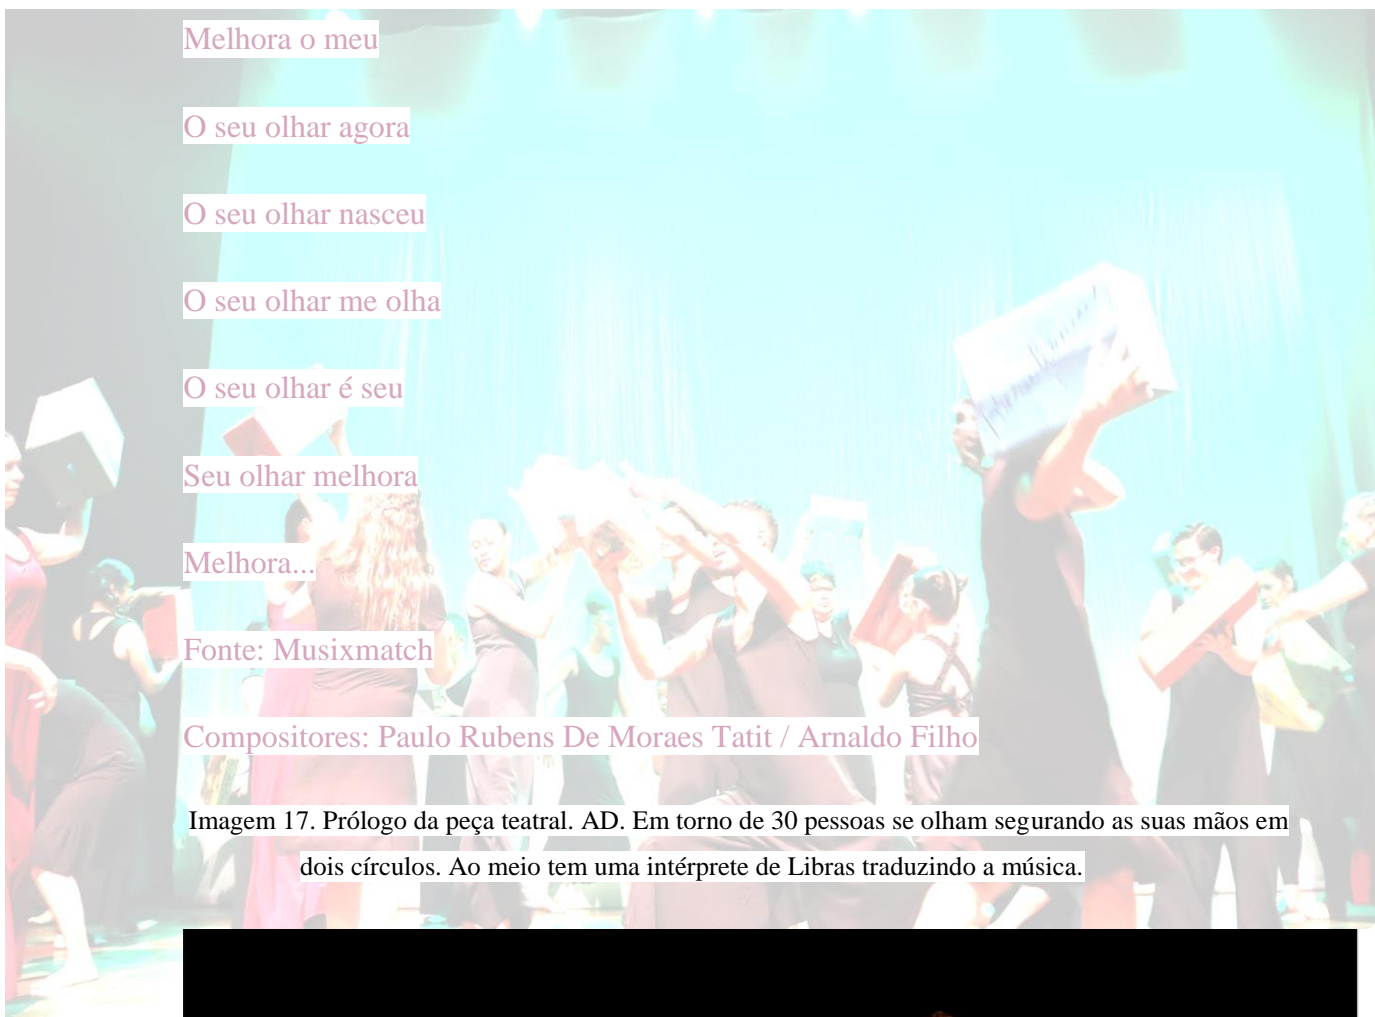 Melhora o meu
O seu olhar agora
O seu olhar nasceu
O seu olhar me olha
O seu olhar é seu
Seu olhar melhora
Melhora...
Fonte: Musixmatch
Compositores: Paulo Rubens De Moraes Tatit / Arnaldo Filho
Imagem 17. Prólogo da peça teatral. AD. Em torno de 30 pessoas se olham segurando as suas mãos em
dois círculos. Ao meio tem uma intérprete de Libras traduzindo a música.